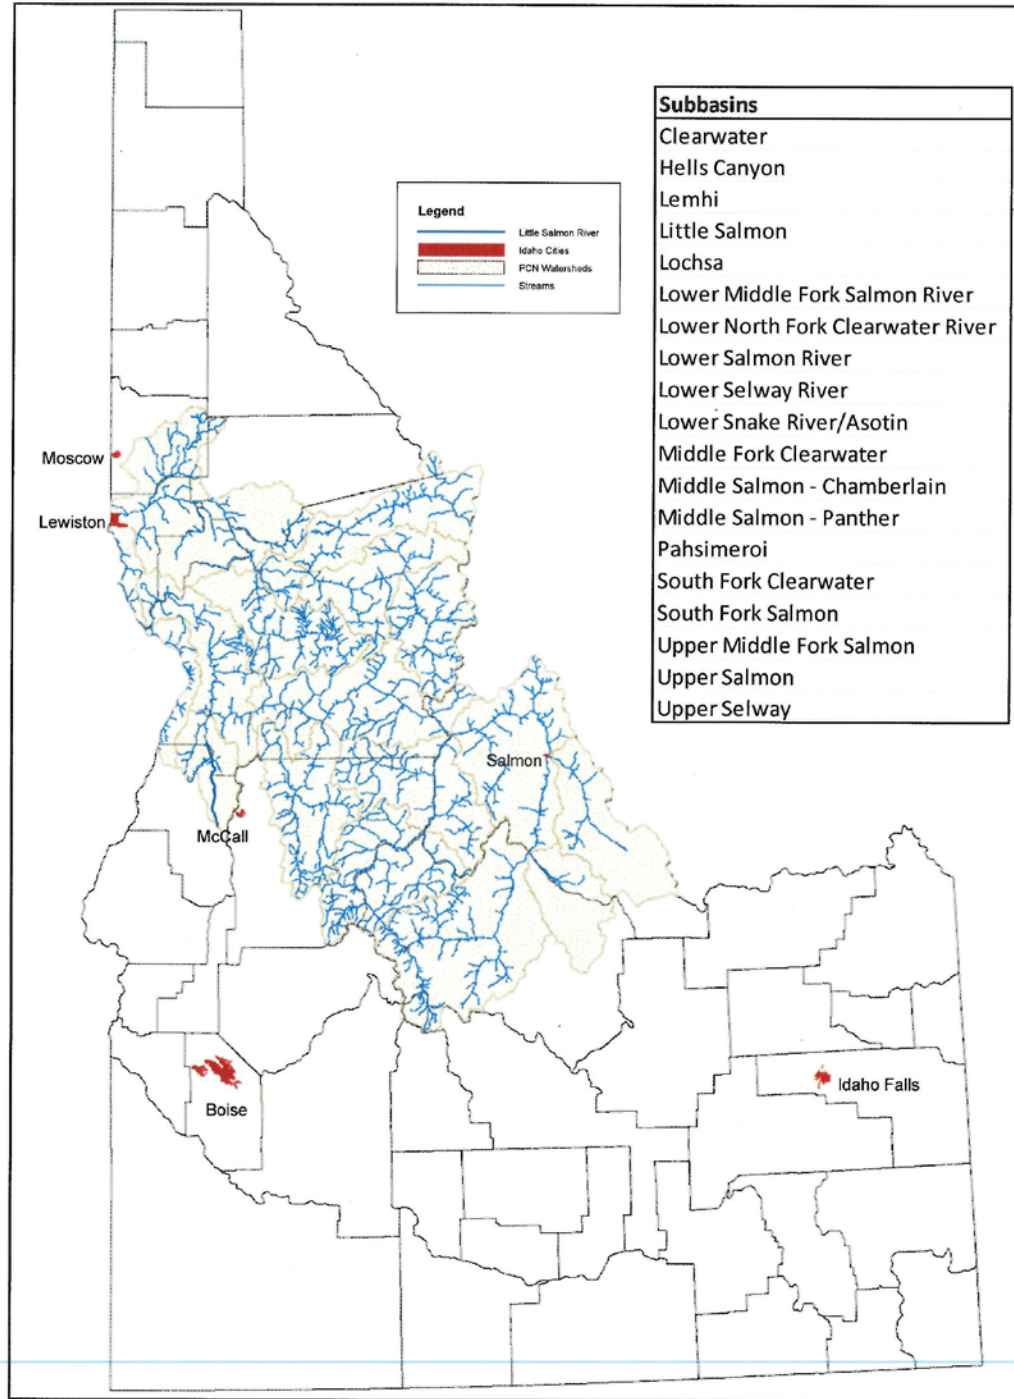 Subbasins
Clearwater
Hells Canyon
Lemhi
Little Salmon
Lochsa
Lower Middle Fork Salmon River
Lower North Fork Clearwater River
Lower Salmon River
Lower Selway River
Lower Snake River/Asotin
Middle Fork Clearwater
Middle Salmon - Chamberlain
Middle Salmon - Panther
Pahsimeroi
South Fork Clearwater
South Fork Salmon
Upper Middle Fork Salmon
Upper Salmon
Upper Selway
Legend
Little Salmon River
Idaho Cities
PCN Watersheds
Streams
Moscow
Lewiston
Salmon
McCall
Boise
Idaho Falls